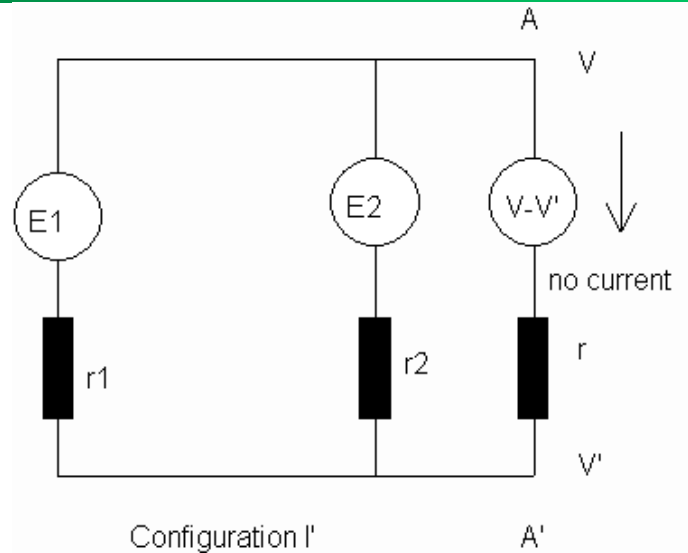 A
V
E1
E2
V-V'
no current
r1
r2
r
V'
Configuration I'
A'